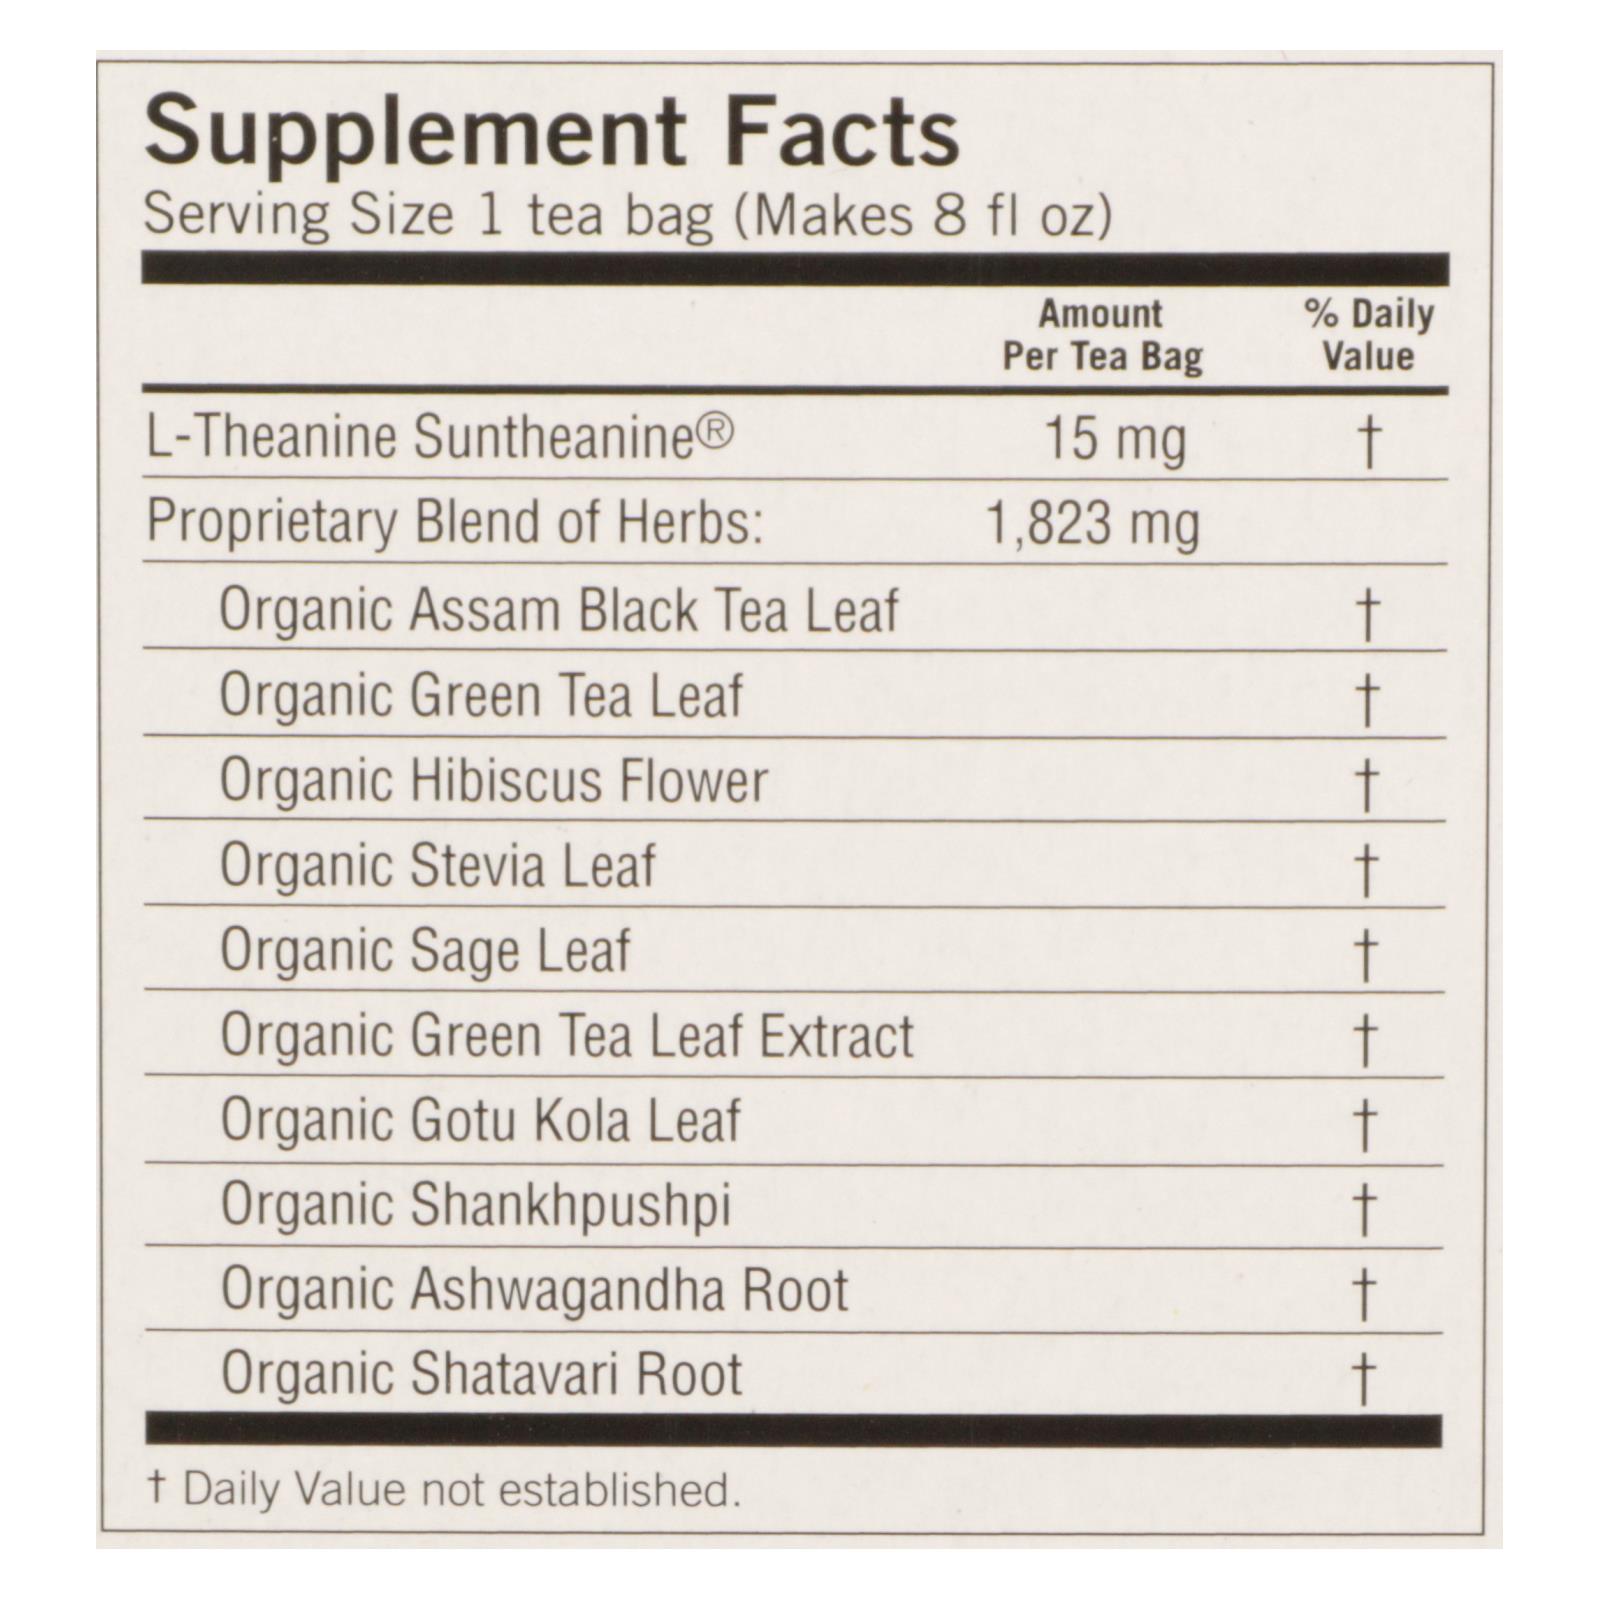 Supplement Facts
Serving Size 1 tea bag (Makes 8 fl oz)
Amount Per Tea Bag % Daily Value
L-Theanine Suntheanine® 15 mg †
Proprietary Blend of Herbs: 1,823 mg
Organic Assam Black Tea Leaf †
Organic Green Tea Leaf †
Organic Hibiscus Flower †
Organic Stevia Leaf †
Organic Sage Leaf †
Organic Green Tea Leaf Extract †
Organic Gotu Kola Leaf †
Organic Shankhpushpi †
Organic Ashwagandha Root †
Organic Shatavari Root †
† Daily Value not established.